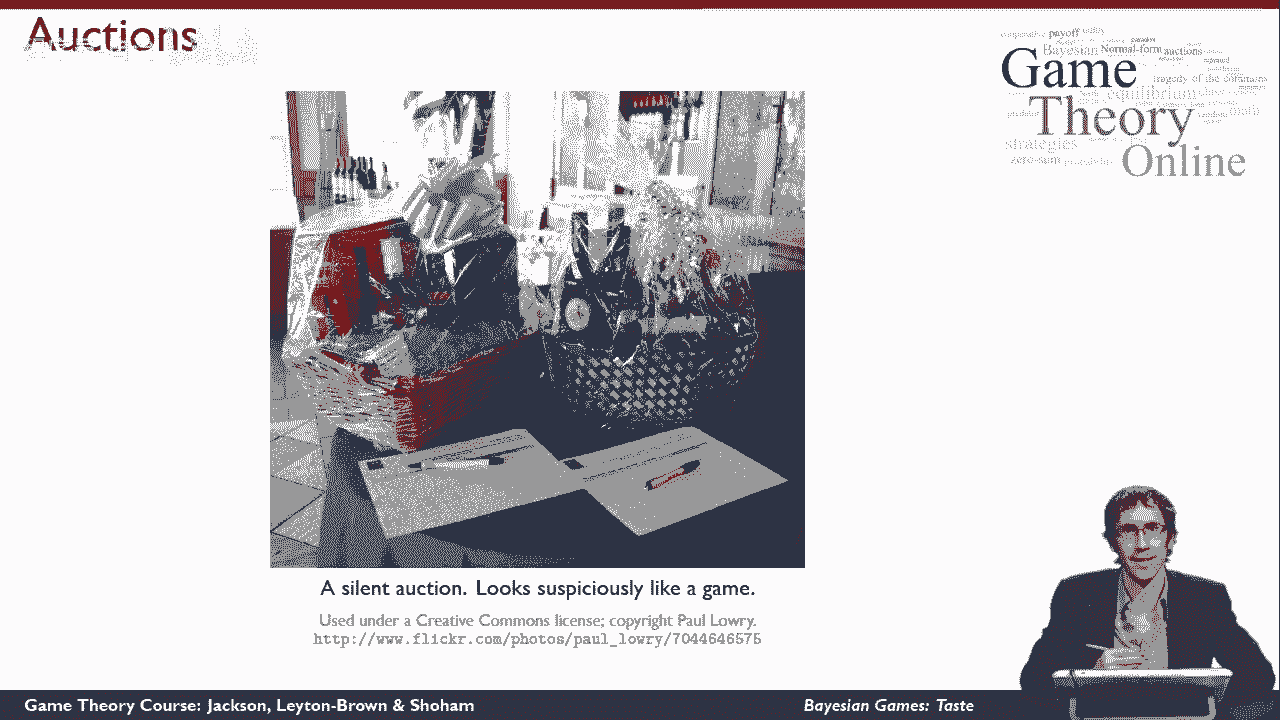 Auctions
payoff
Bayesian Normal-form auctions
Game
tragedy of the commons
equilibrium
Theory
strategies
zero-sum
Online
A silent auction. Looks suspiciously like a game.
Used under a Creative Commons license; copyright Paul Lowry.
http://www.flickr.com/photos/paul_lowry/7044646575
Game Theory Course: Jackson, Leyton-Brown & Shoham
Bayesian Games: Taste